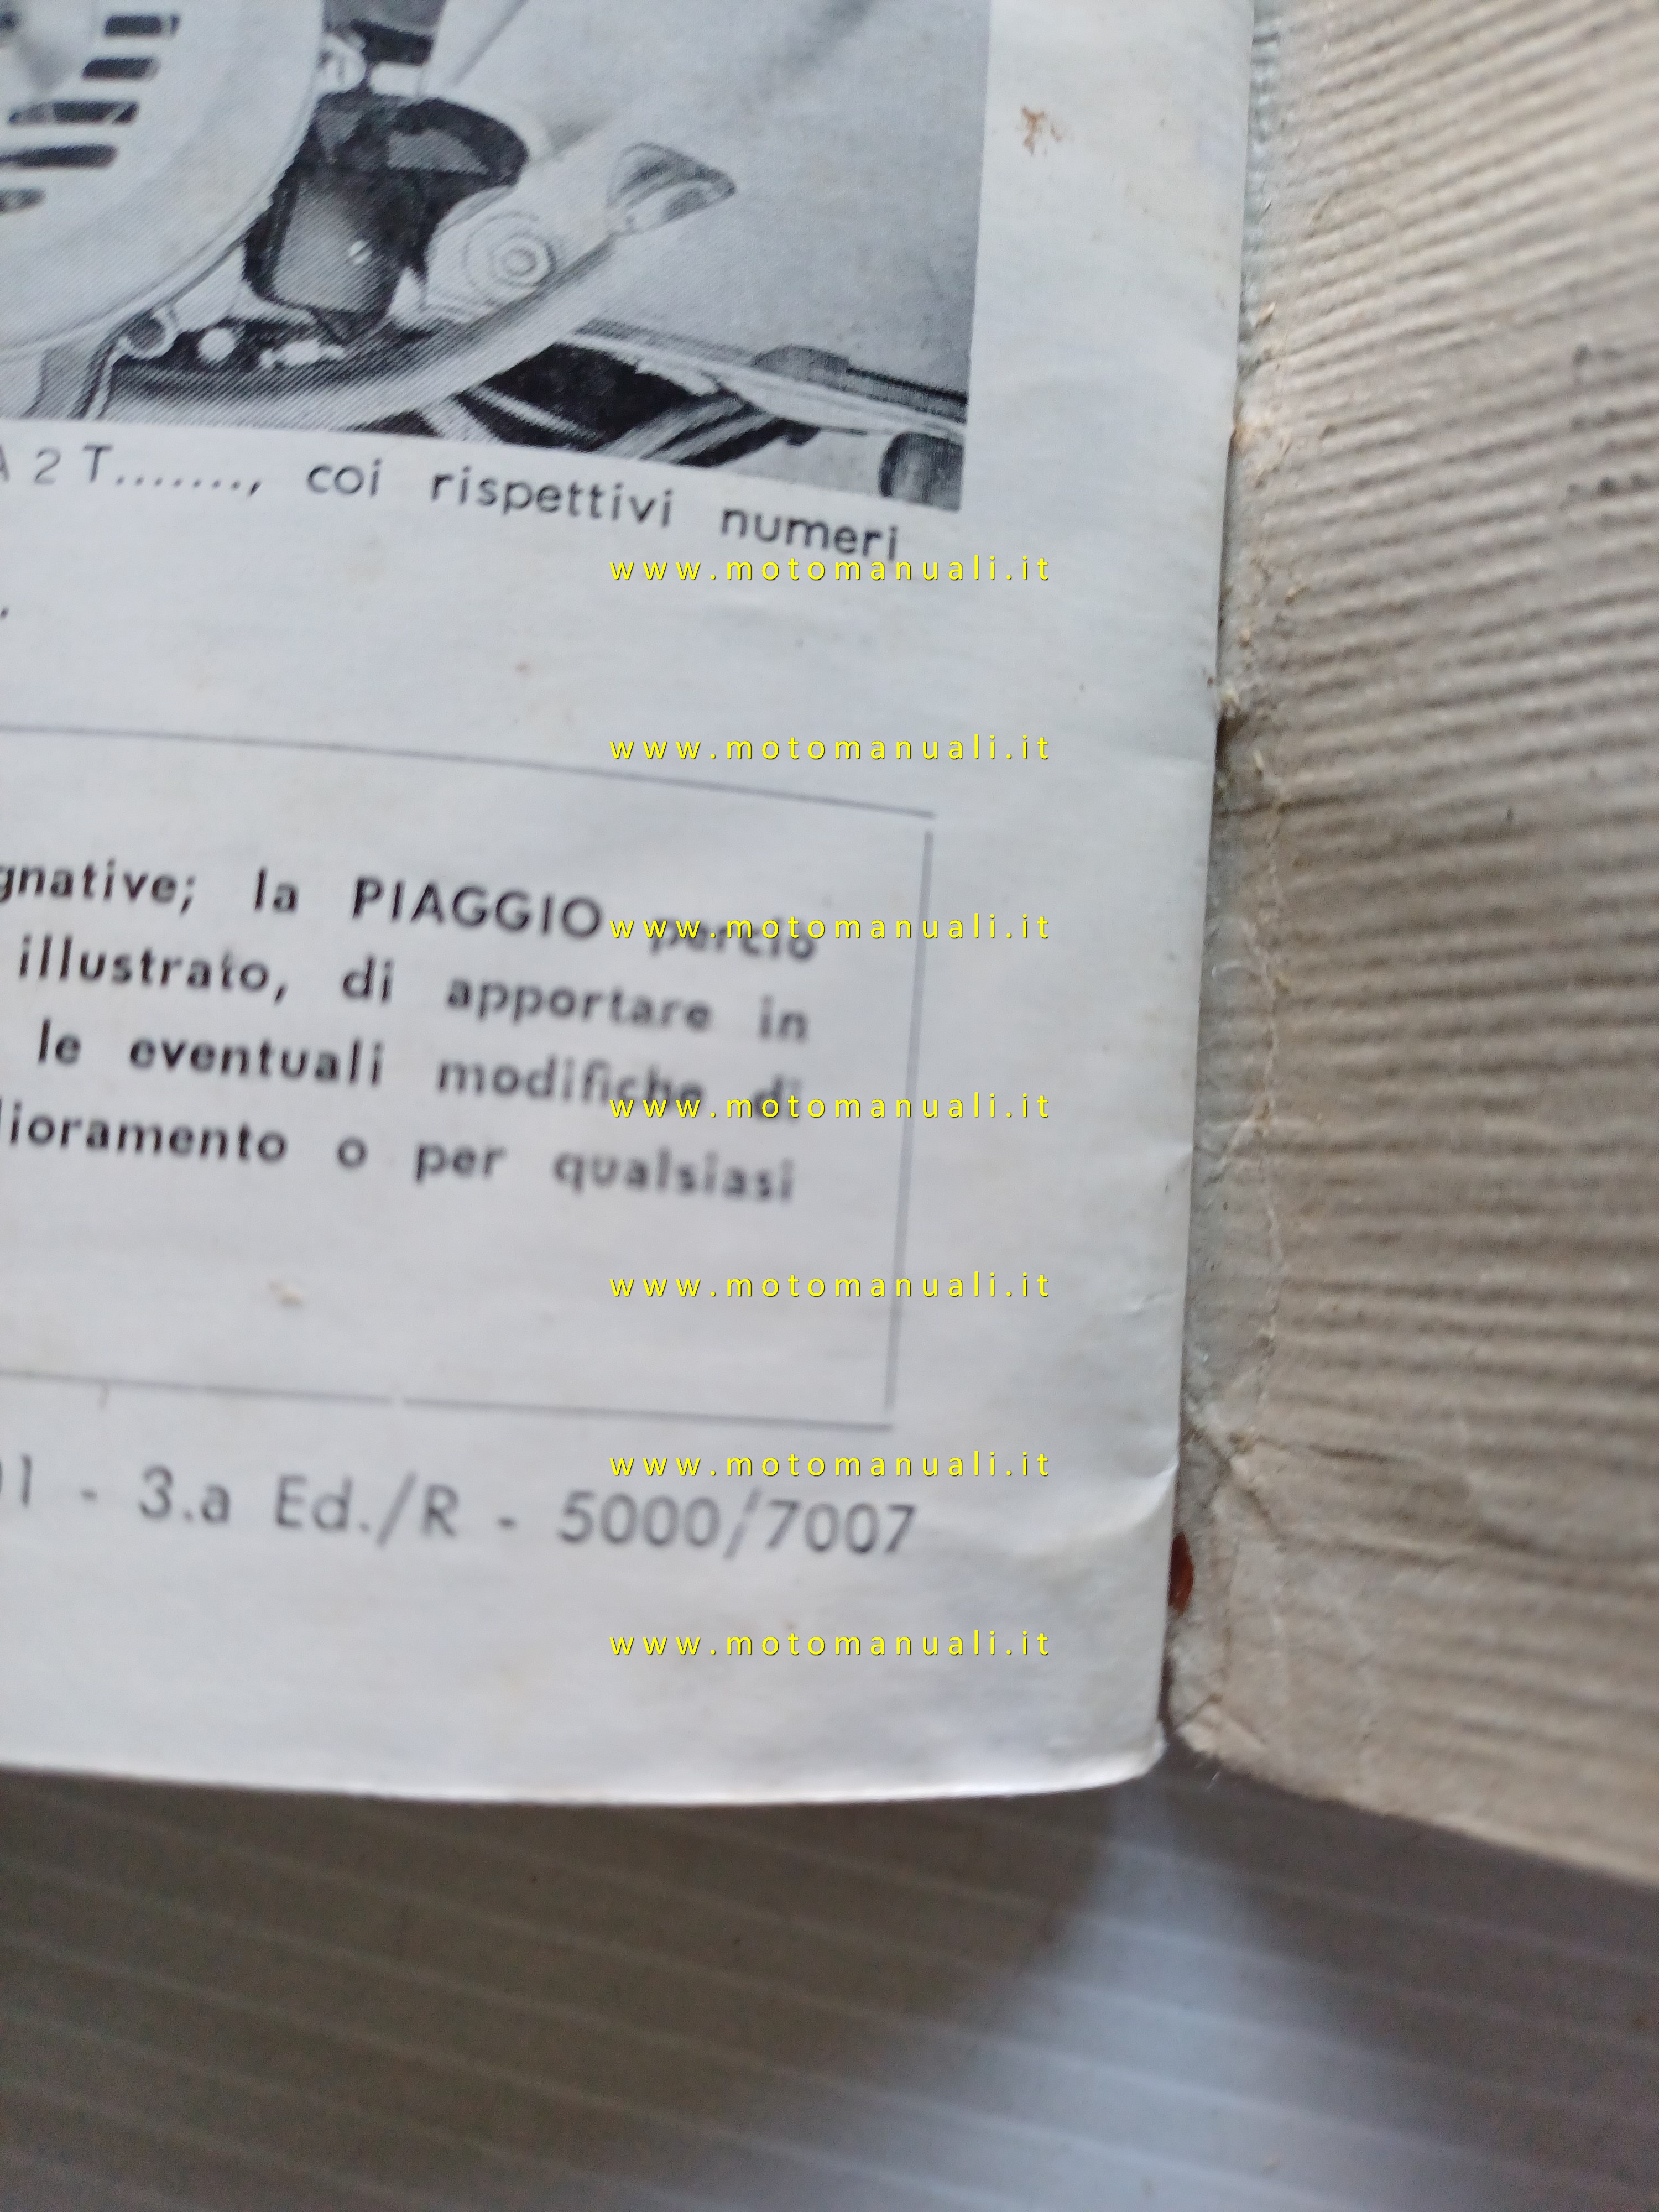 A 2 T......., coi rispettivi numeri
www.motomanuali.it
www.motomanuali.it
gnative; la PIAGGIO perciò
www.motomanuali.it
illustrato, di apportare in
le eventuali modifiche di
www.motomanuali.it
lioramento o per qualsiasi
www.motomanuali.it
www.motomanuali.it
01 - 3.a Ed./R - 5000/7007
www.motomanuali.it